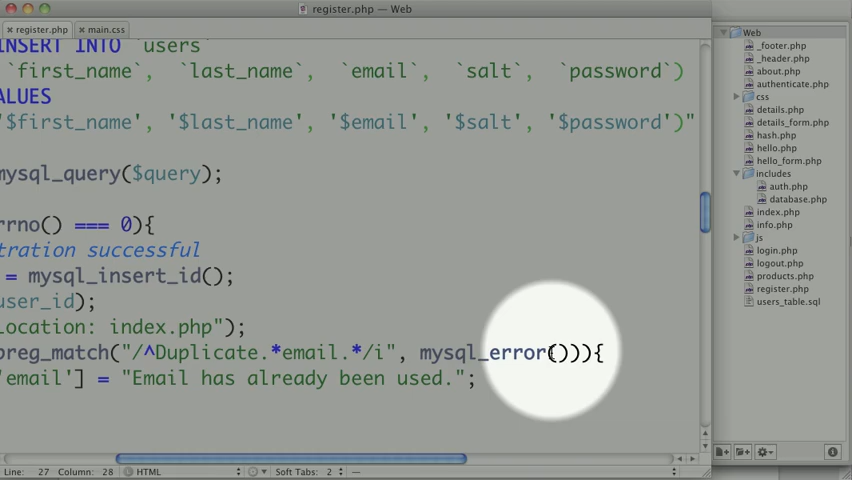 register.php — Web
register.php
main.css
INSERT INTO `users`
`first_name`, `last_name`, `email`, `salt`, `password`)
ALUES
'$first_name', '$last_name', '$email', '$salt', '$password')"
mysql_query($query);
rrno() === 0){
tration successful
= mysql_insert_id();
user_id);
Location: index.php");
preg_match("/^Duplicate.*email.*/i", mysql_error())){
'email'] = "Email has already been used.";
Line: 27 Column: 28 HTML Soft Tabs: 2 —
Web
_footer.php
_header.php
about.php
authenticate.php
css
details.php
details_form.php
hash.php
hello.php
hello_form.php
includes
auth.php
database.php
index.php
info.php
js
login.php
logout.php
products.php
register.php
users_table.sql